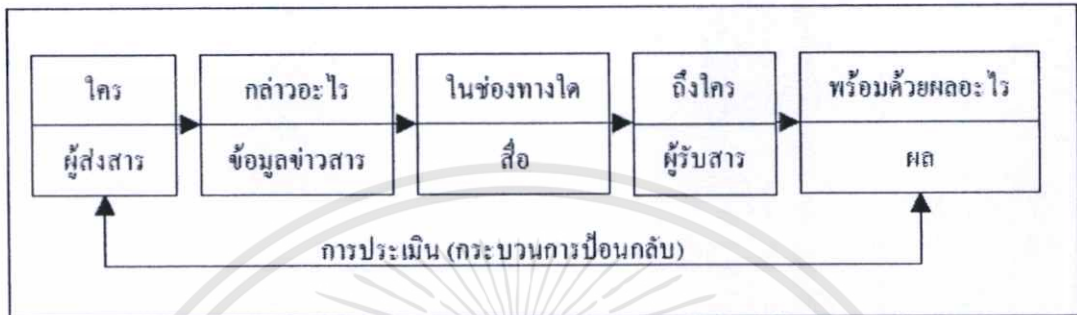 ใคร
กล่าวอะไร
ในช่องทางใด
ถึงใคร
พร้อมด้วยผลอะไร
ผู้ส่งสาร
ข้อมูลข่าวสาร
สื่อ
ผู้รับสาร
ผล
การประเมิน (กระบวนการป้อนกลับ)